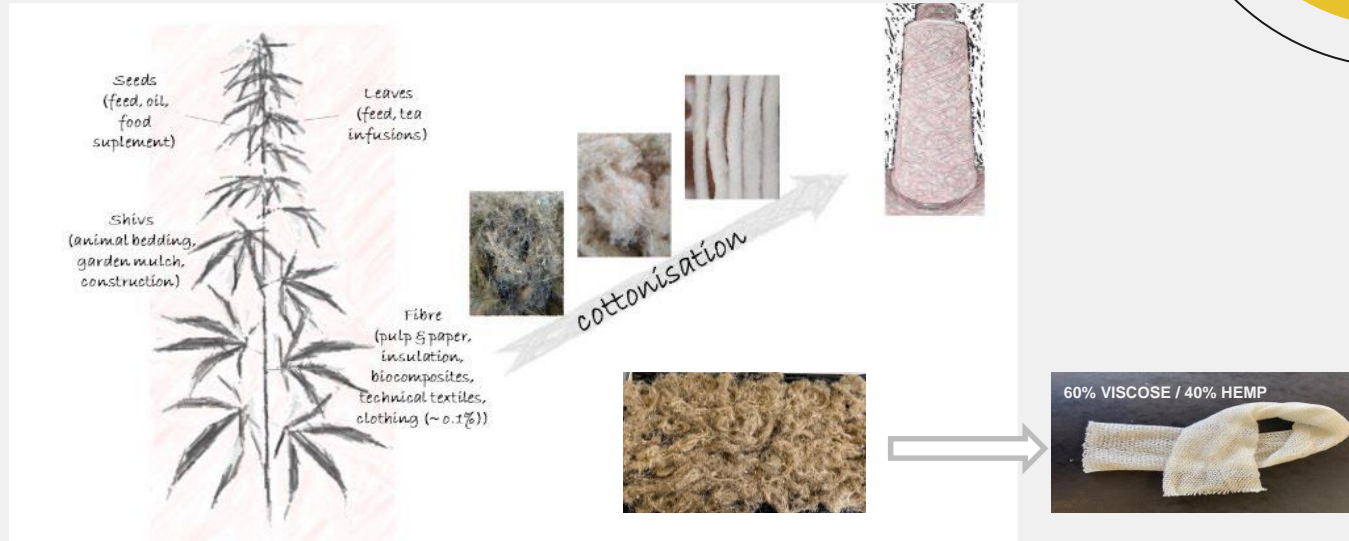 Seeds
(feed, oil,
food
suplement)
Leaves
(feed, tea
infusions)
Shivs
(animal bedding,
garden mulch,
construction)
Fibre
(pulp & paper,
insulation,
biocomposites,
technical textiles,
clothing (~0.1%))
cottonisation
60% VISCOSE / 40% HEMP